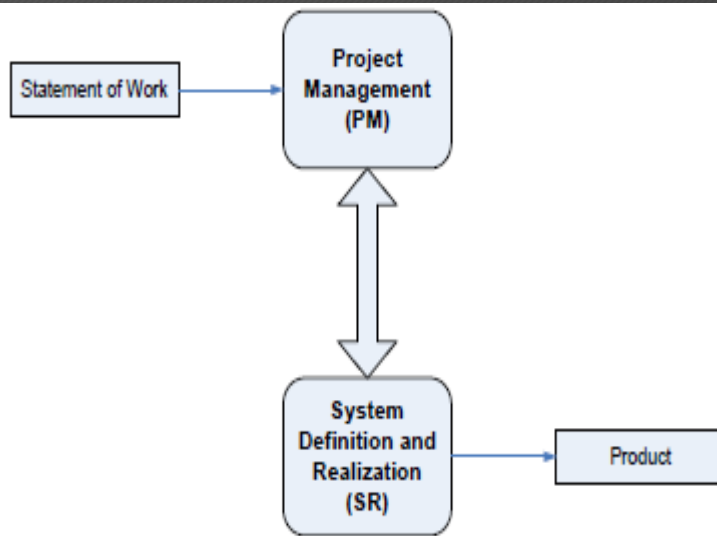 Project
Management
(PM)
Statement of Work
System
Definition and
Realization
(SR)
Product